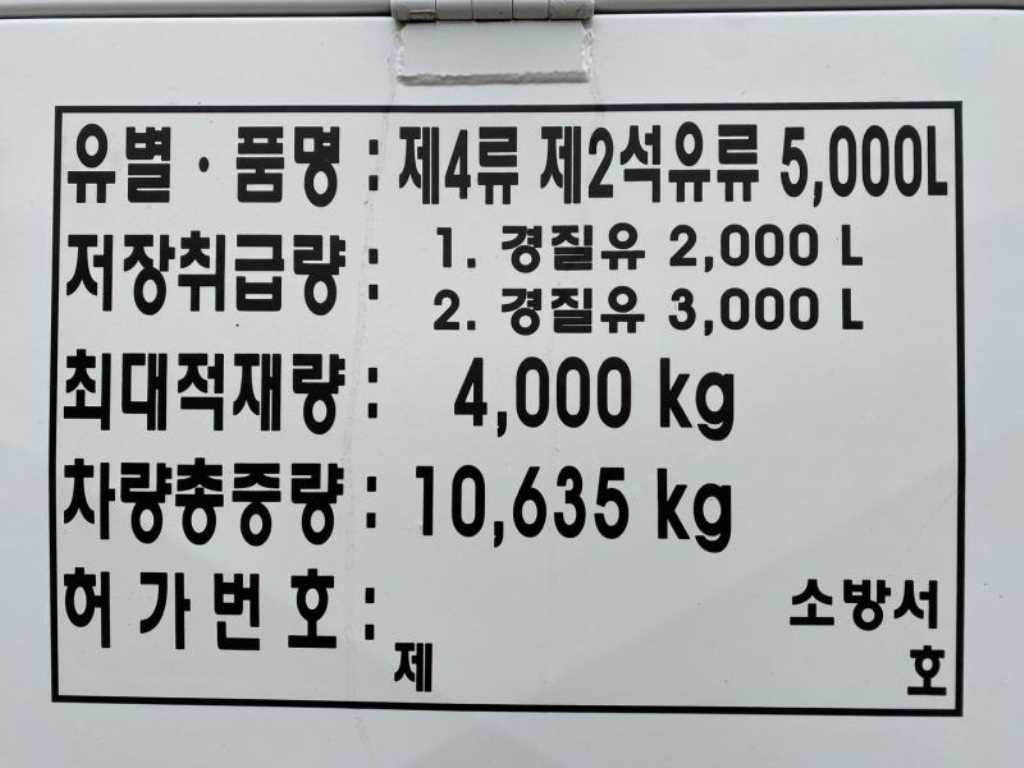 유별·품명 : 제4류 제2석유류 5,000L
저장취급량 : 1. 경질유 2,000 L
2. 경질유 3,000 L
최대적재량 : 4,000 kg
차량총중량 : 10,635 kg
허가번호 : 소방서
제 호